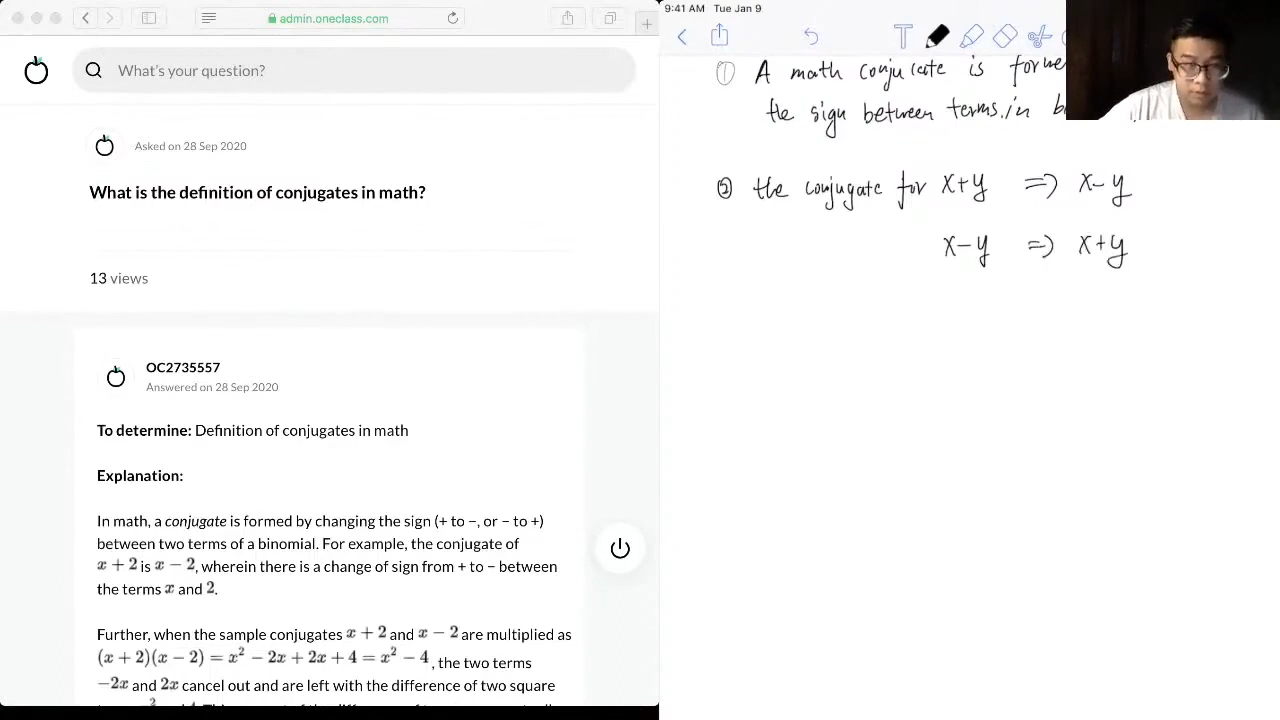 admin.oneclass.com
What's your question?
Asked on 28 Sep 2020
What is the definition of conjugates in math?
13 views
OC2735557
Answered on 28 Sep 2020
To determine: Definition of conjugates in math
Explanation:
In math, a conjugate is formed by changing the sign (+ to −, or − to +)
between two terms of a binomial. For example, the conjugate of
x + 2 is x − 2, wherein there is a change of sign from + to − between
the terms x and 2.
Further, when the sample conjugates x + 2 and x − 2 are multiplied as
(x + 2)(x − 2) = x² − 2x + 2x + 4 = x² − 4, the two terms
−2x and 2x cancel out and are left with the difference of two square
9:41 AM Tue Jan 9
① A math conjucate is
the sign between terms in
② the conjugate for x+y => x-y
x-y => x+y